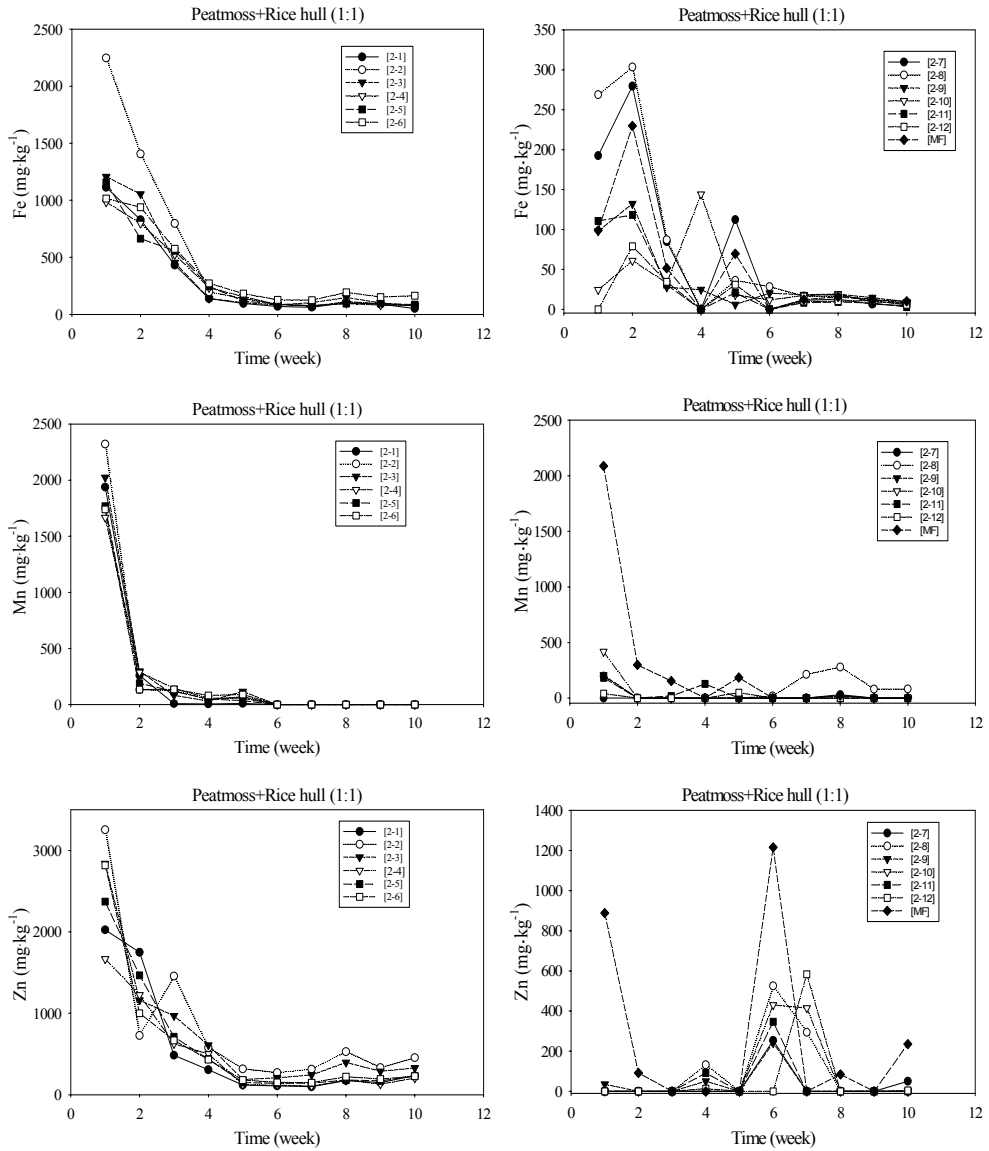 Peatmoss+Rice hull (1:1)
2500
2000
1500
1000
500
0
Fe (mg·kg⁻¹)
[2-1]
[2-2]
[2-3]
[2-4]
[2-5]
[2-6]
0 2 4 6 8 10 12
Time (week)
Peatmoss+Rice hull (1:1)
350
300
250
200
150
100
50
0
Fe (mg·kg⁻¹)
[2-7]
[2-8]
[2-9]
[2-10]
[2-11]
[2-12]
[MF]
0 2 4 6 8 10 12
Time (week)
Peatmoss+Rice hull (1:1)
2500
2000
1500
1000
500
0
Mn (mg·kg⁻¹)
[2-1]
[2-2]
[2-3]
[2-4]
[2-5]
[2-6]
0 2 4 6 8 10 12
Time (week)
Peatmoss+Rice hull (1:1)
2500
2000
1500
1000
500
0
Mn (mg·kg⁻¹)
[2-7]
[2-8]
[2-9]
[2-10]
[2-11]
[2-12]
[MF]
0 2 4 6 8 10 12
Time (week)
Peatmoss+Rice hull (1:1)
3000
2000
1000
0
Zn (mg·kg⁻¹)
[2-1]
[2-2]
[2-3]
[2-4]
[2-5]
[2-6]
0 2 4 6 8 10 12
Time (week)
Peatmoss+Rice hull (1:1)
1400
1200
1000
800
600
400
200
0
Zn (mg·kg⁻¹)
[2-7]
[2-8]
[2-9]
[2-10]
[2-11]
[2-12]
[MF]
0 2 4 6 8 10 12
Time (week)